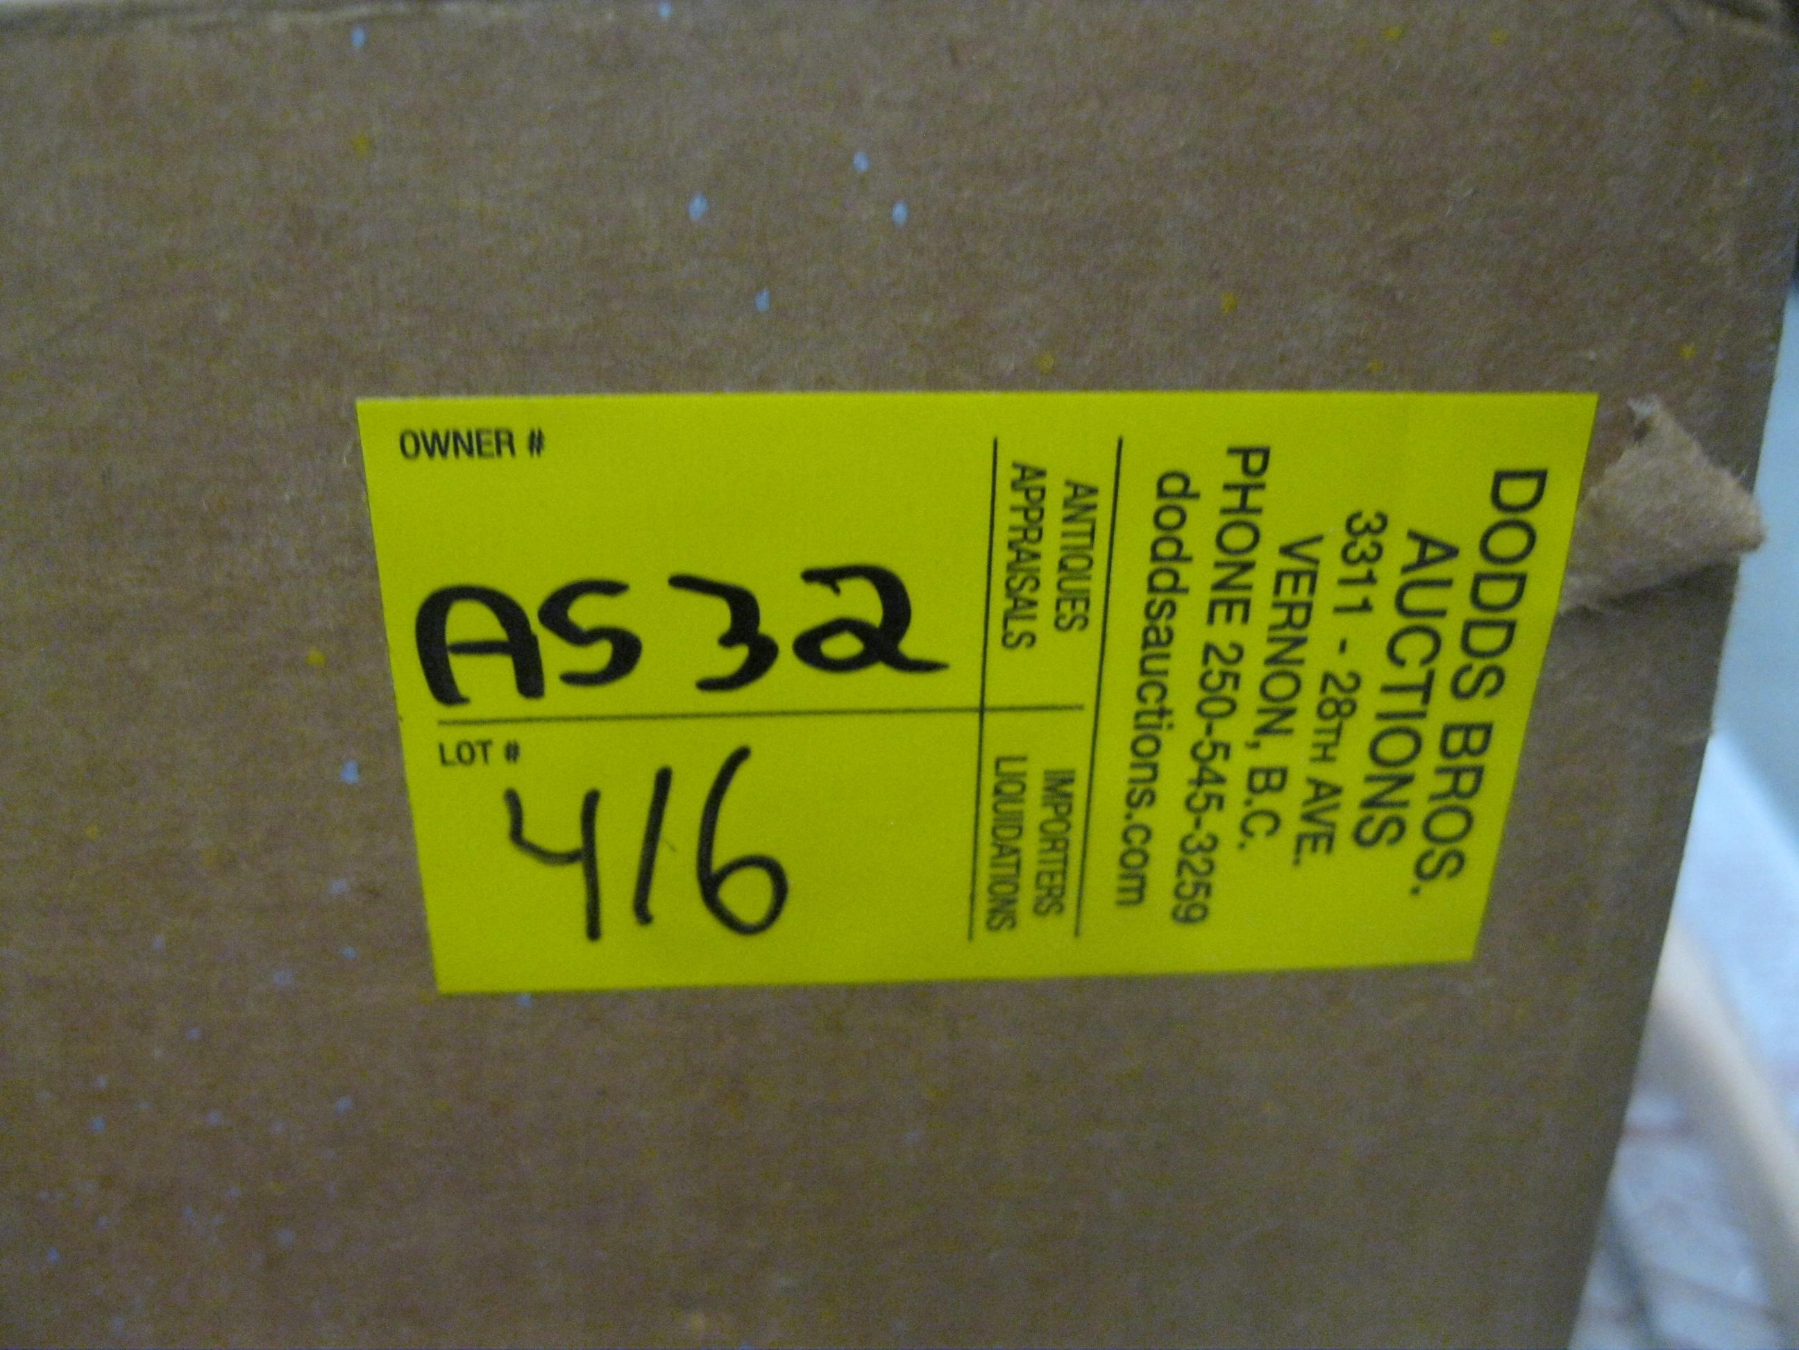 OWNER #
AS32
LOT #
416
DODDS BROS.
AUCTIONS
3311 - 28TH AVE.
VERNON, B.C.
PHONE 250-545-3259
doddsauctions.com
ANTIQUES IMPORTERS
APPRAISALS LIQUIDATIONS